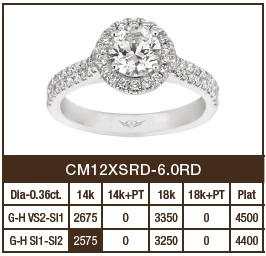 CM12XSRD-6.0RD
Dia-0.36ct. 14k 14k+PT 18k 18k+PT Plat
G-H VS2-SI1 2675 0 3350 0 4500
G-H SI1-SI2 2575 0 3250 0 4400